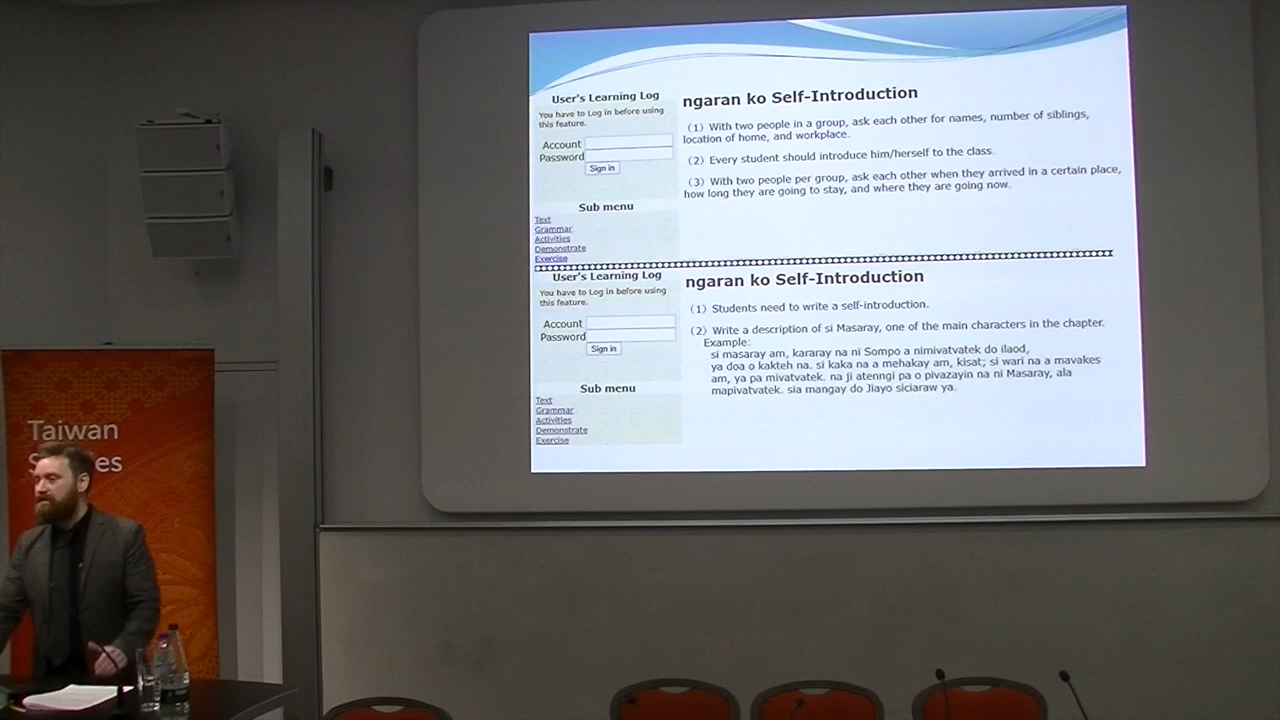 User's Learning Log
You have to Log in before using
this feature.
Account
Password
Sign in
Sub menu
Text
Grammar
Activities
Demonstrate
Exercise
ngaran ko Self-Introduction
(1) With two people in a group, ask each other for names, number of siblings,
location of home, and workplace.
(2) Every student should introduce him/herself to the class.
(3) With two people per group, ask each other when they arrived in a certain place,
how long they are going to stay, and where they are going now.
User's Learning Log
You have to Log in before using
this feature.
Account
Password
Sign in
Sub menu
Text
Grammar
Activities
Demonstrate
Exercise
ngaran ko Self-Introduction
(1) Students need to write a self-introduction.
(2) Write a description of si Masaray, one of the main characters in the chapter.
Example:
si masaray am, kararay na ni Sompo a nimivatvatek do ilaod,
ya doa o kakteh na. si kaka na a mehakay am, kisat; si wari na a mavakes
am, ya pa mivatvatek. na ji atenngi pa o pivazayin na ni Masaray, ala
mapivatvatek. sia mangay do Jiayo siciaraw ya.
Taiwan